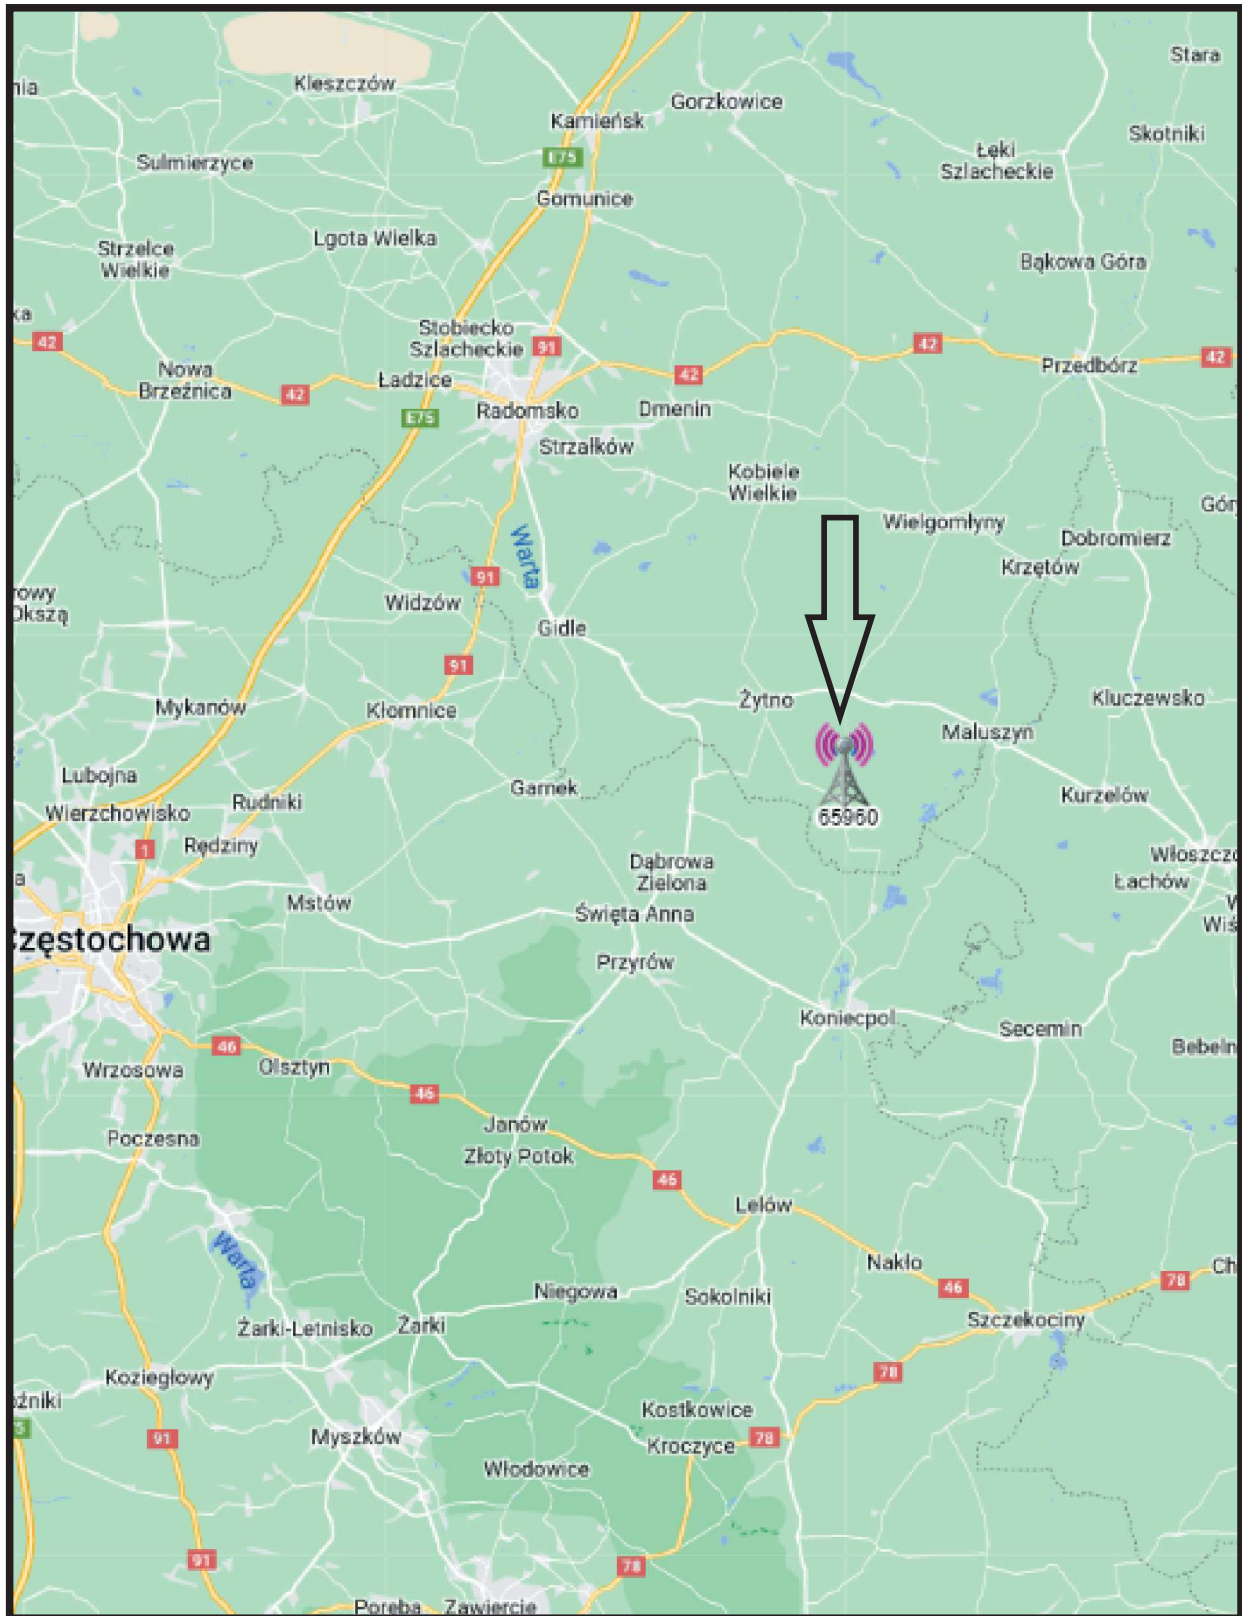 Stara
Kleszczów
Gorzkowice
Kamieńsk
Skotniki
Łęki
Szlacheckie
Sulmierzyce
E75
Gomunice
Lgota Wielka
Strzelce
Wielkie
Bąkowa Góra
Stobiecko
Szlacheckie
91
42
42
Przedbórz
42
Nowa
Brzeźnica
42
Ładzice
42
E75
Radomsko
Dmenin
Strzałków
Kobiele
Wielkie
Wielgomłyny
Dobromierz
Krzętów
Warta
91
Widzów
Gidle
91
Mykanów
Kłomnice
Żytno
Kluczewsko
Maluszyn
Lubojna
Garnek
Kurzelów
Wierzchowisko
Rudniki
65960
1
Rędziny
Dąbrowa
Zielona
Łachów
Mstów
Święta Anna
Częstochowa
Przyrów
Koniecpol
Secemin
46
Olsztyn
Wrzosowa
46
Janów
Poczesna
Złoty Potok
46
Lelów
Warta
Nakło
46
78
Niegowa
Sokolniki
Szczekociny
Żarki-Letnisko
Żarki
78
Koziegłowy
Kostkowice
91
Myszków
Kroczyce
78
Włodowice
91
78
Poręba
Zawiercie